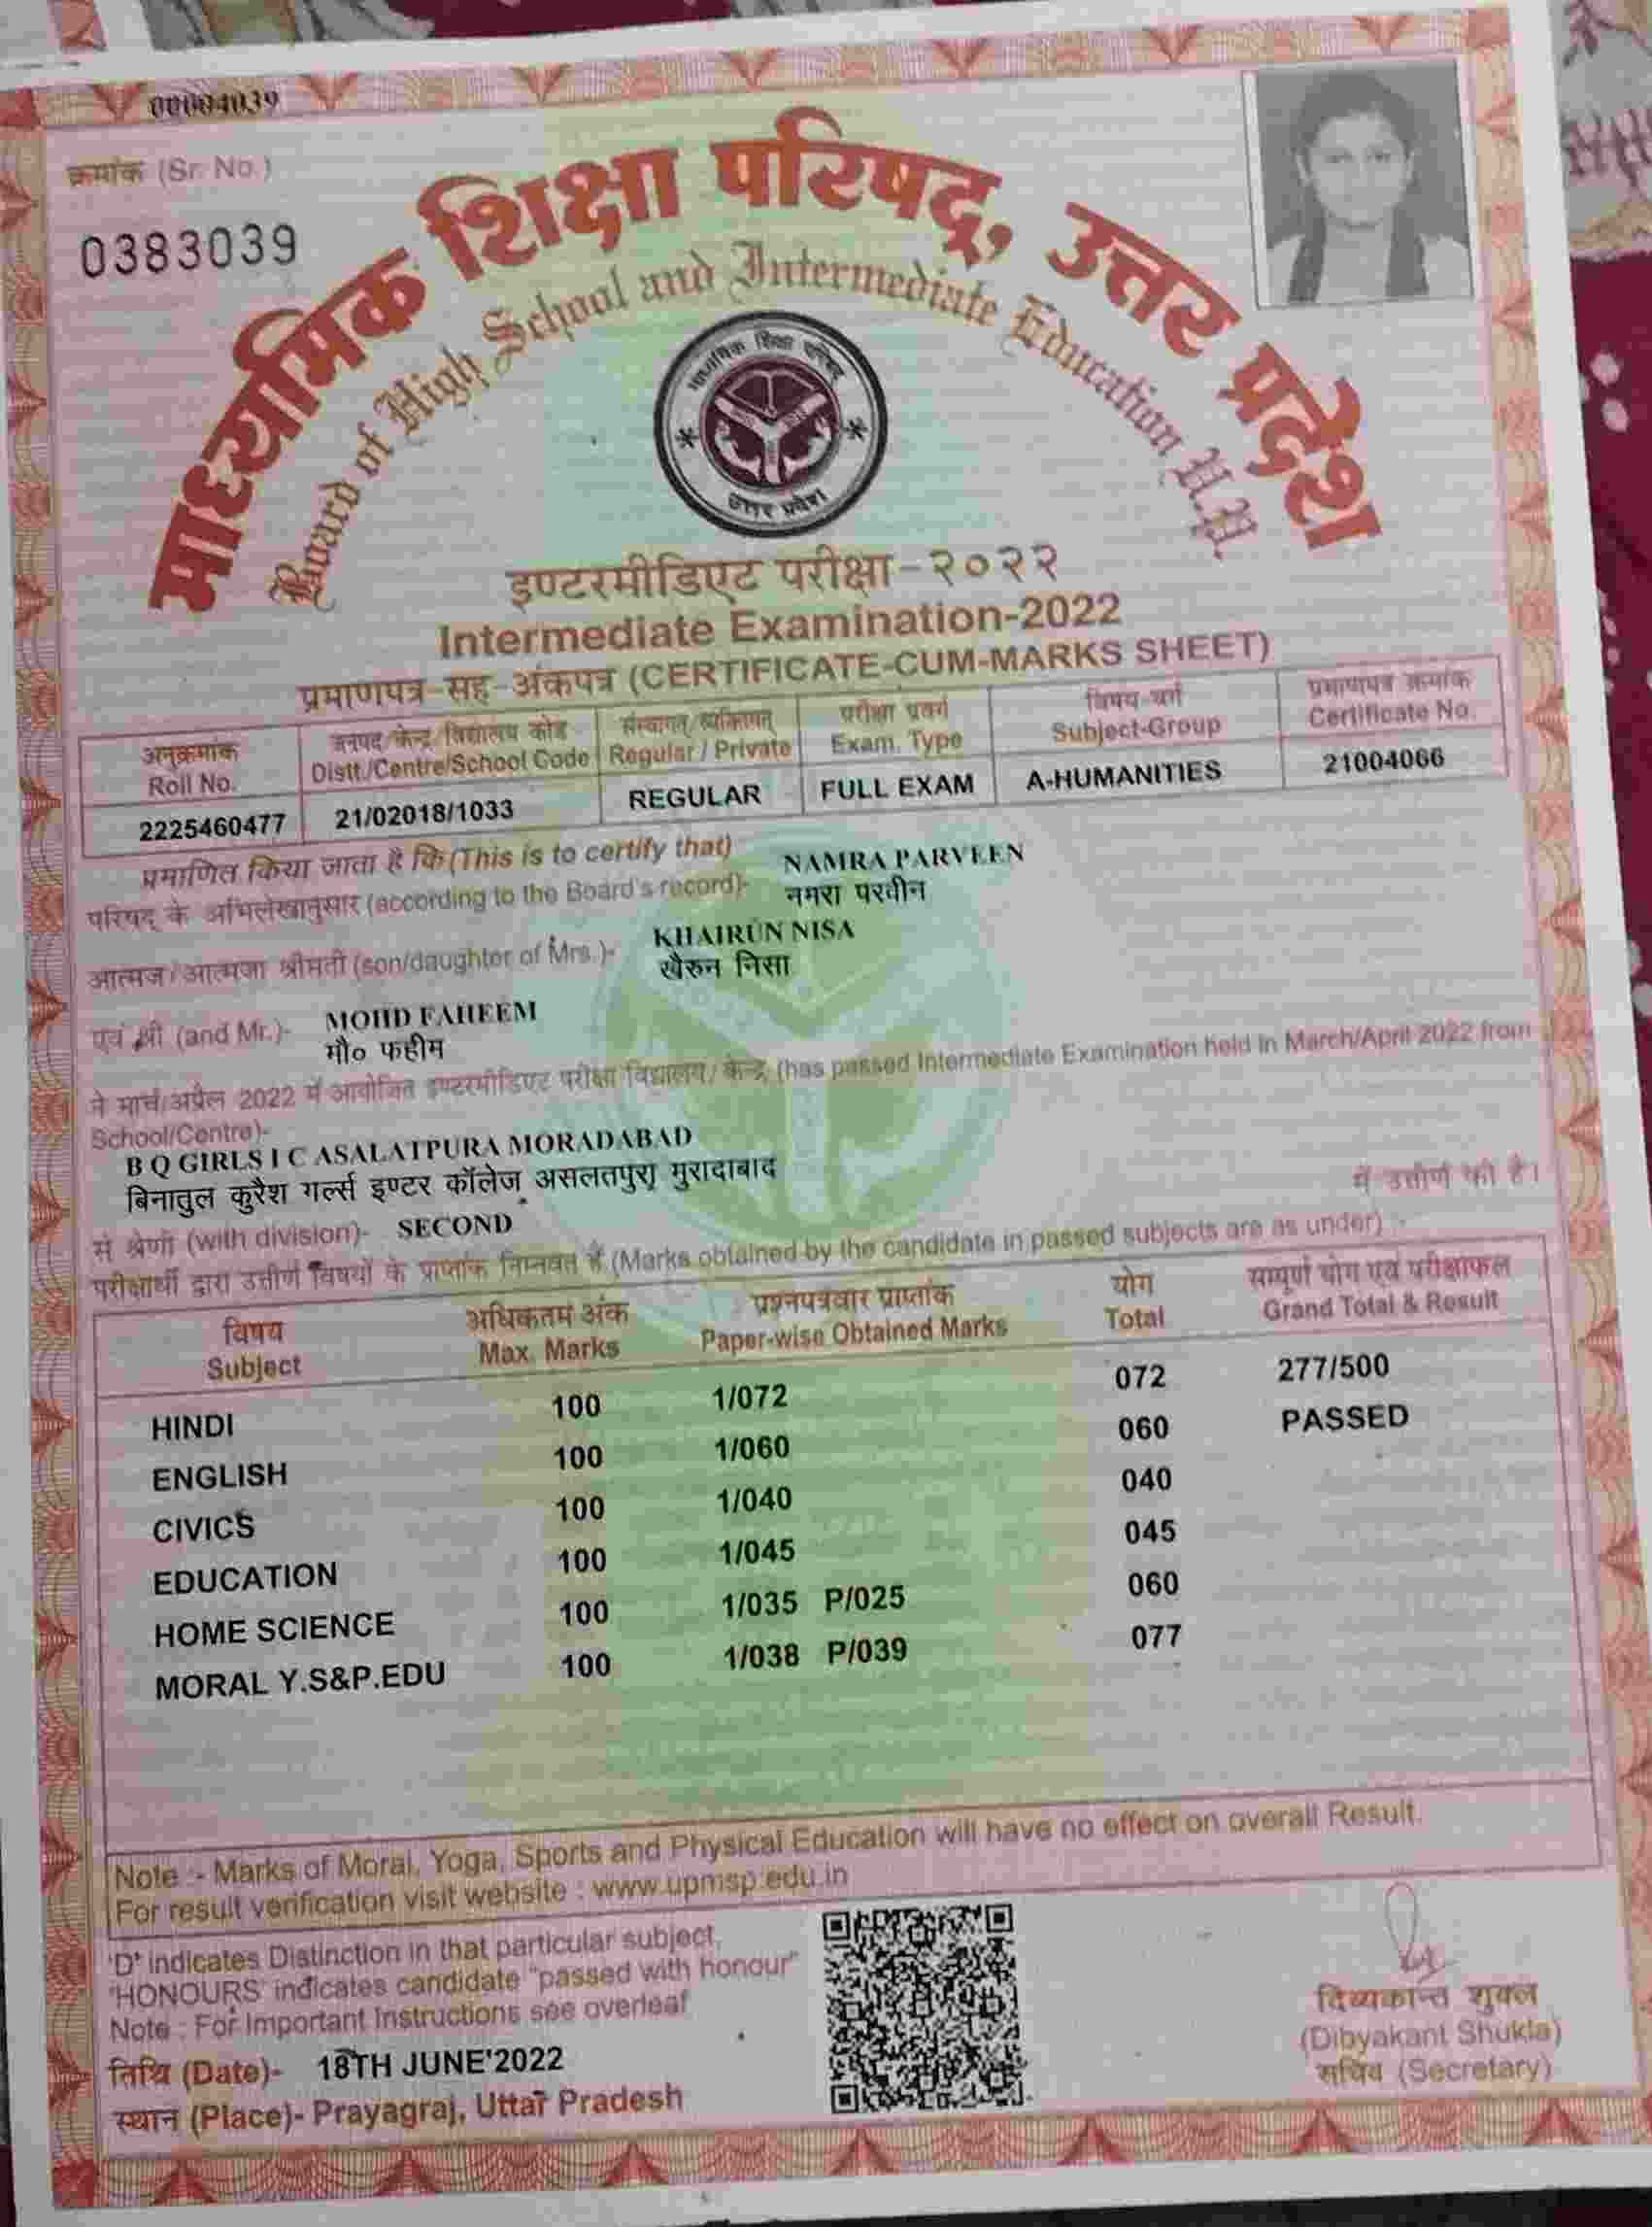 00004039
क्रमांक (Sr. No.)
0383039
माध्यमिक शिक्षा परिषद्, उत्तर प्रदेश
Board of High School and Intermediate Education U.P.
माध्यमिक शिक्षा परिषद्
उत्तर प्रदेश
इण्टरमीडिएट परीक्षा-२०२२
Intermediate Examination-2022
प्रमाणपत्र-सह-अंकपत्र (CERTIFICATE-CUM-MARKS SHEET)
अनुक्रमांक जनपद/केन्द्र/विद्यालय कोड संस्थागत/व्यक्तिगत परीक्षा प्रवर्ग विषय-वर्ग प्रमाणपत्र क्रमांक
Roll No. Distt./Centre/School Code Regular / Private Exam. Type Subject-Group Certificate No.
2225460477 21/02018/1033 REGULAR FULL EXAM A-HUMANITIES 21004066
प्रमाणित किया जाता है कि (This is to certify that) NAMRA PARVEEN
परिषद् के अभिलेखानुसार (according to the Board's record)- नमरा परवीन
KHAIRUN NISA
आत्मज/आत्मजा श्रीमती (son/daughter of Mrs.)- खैरुन निसा
एवं श्री (and Mr.)- MOHD FAHEEM
मौ० फहीम
ने मार्च/अप्रैल 2022 में आयोजित इण्टरमीडिएट परीक्षा विद्यालय/केन्द्र (has passed Intermediate Examination held in March/April 2022 from
School/Centre)-
B Q GIRLS I C ASALATPURA MORADABAD
बिनातुल कुरैश गर्ल्स इण्टर कॉलेज असलतपुरा मुरादाबाद
से श्रेणी (with division)- SECOND में उत्तीर्ण की है।
परीक्षार्थी द्वारा उत्तीर्ण विषयों के प्राप्तांक निम्नवत हैं (Marks obtained by the candidate in passed subjects are as under) -
विषय अधिकतम अंक प्रश्नपत्रवार प्राप्तांक योग सम्पूर्ण योग एवं परीक्षाफल
Subject Max. Marks Paper-wise Obtained Marks Total Grand Total & Result
HINDI 100 1/072 072 277/500
ENGLISH 100 1/060 060 PASSED
CIVICS 100 1/040 040
EDUCATION 100 1/045 045
HOME SCIENCE 100 1/035 P/025 060
MORAL Y.S&P.EDU 100 1/038 P/039 077
Note :- Marks of Moral, Yoga, Sports and Physical Education will have no effect on overall Result.
For result verification visit website : www.upmsp.edu.in
'D' indicates Distinction in that particular subject,
'HONOURS' indicates candidate "passed with honour"
Note : For Important Instructions see overleaf
तिथि (Date)- 18TH JUNE'2022
स्थान (Place)- Prayagraj, Uttar Pradesh
दिव्यकान्त शुक्ल
(Dibyakant Shukla)
सचिव (Secretary)